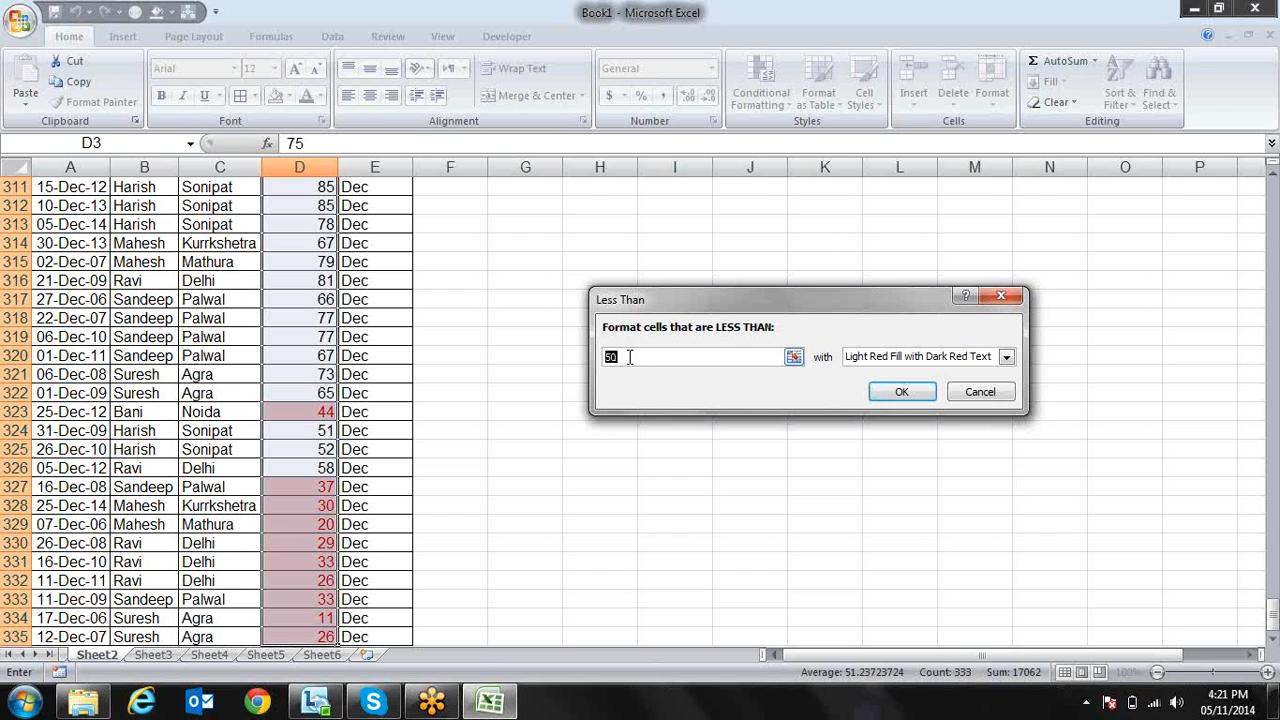 Book1 - Microsoft Excel
Home Insert Page Layout Formulas Data Review View Developer
Cut
Copy
Format Painter
Paste
Clipboard
Arial 12
B I U
Font
Wrap Text
Merge & Center
Alignment
General
$ % ,
Number
Conditional Formatting
Format as Table
Cell Styles
Styles
Insert Delete Format
Cells
AutoSum
Fill
Clear
Sort & Filter
Find & Select
Editing
D3 fx 75
A B C D E F G H I J K L M N O P
311 15-Dec-12 Harish Sonipat 85 Dec
312 10-Dec-13 Harish Sonipat 85 Dec
313 05-Dec-14 Harish Sonipat 78 Dec
314 30-Dec-13 Mahesh Kurrkshetra 67 Dec
315 02-Dec-07 Mahesh Mathura 79 Dec
316 21-Dec-09 Ravi Delhi 81 Dec
317 27-Dec-06 Sandeep Palwal 66 Dec
318 22-Dec-07 Sandeep Palwal 77 Dec
319 06-Dec-10 Sandeep Palwal 77 Dec
320 01-Dec-11 Sandeep Palwal 67 Dec
321 06-Dec-08 Suresh Agra 73 Dec
322 01-Dec-09 Suresh Agra 65 Dec
323 25-Dec-12 Bani Noida 44 Dec
324 31-Dec-09 Harish Sonipat 51 Dec
325 26-Dec-10 Harish Sonipat 52 Dec
326 05-Dec-12 Ravi Delhi 58 Dec
327 16-Dec-08 Sandeep Palwal 37 Dec
328 25-Dec-14 Mahesh Kurrkshetra 30 Dec
329 07-Dec-06 Mahesh Mathura 20 Dec
330 26-Dec-08 Ravi Delhi 29 Dec
331 16-Dec-10 Ravi Delhi 33 Dec
332 11-Dec-11 Ravi Delhi 26 Dec
333 11-Dec-09 Sandeep Palwal 33 Dec
334 17-Dec-06 Suresh Agra 11 Dec
335 12-Dec-07 Suresh Agra 26 Dec
Less Than
Format cells that are LESS THAN:
50 with Light Red Fill with Dark Red Text
OK Cancel
Sheet2 Sheet3 Sheet4 Sheet5 Sheet6
Enter Average: 51.23723724 Count: 333 Sum: 17062 100%
4:21 PM
05/11/2014